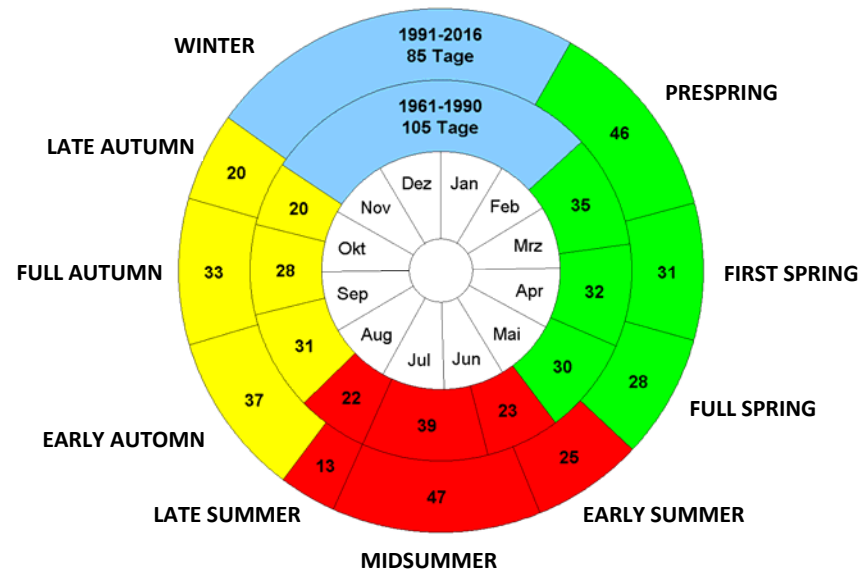 WINTER
1991-2016
85 Tage
PRESPRING
1961-1990
105 Tage
46
LATE AUTUMN
20
20
35
Dez
Jan
Nov
Feb
Okt
Mrz
FULL AUTUMN
33
28
32
31
FIRST SPRING
Sep
Apr
Aug
Mai
Jul
Jun
31
30
28
37
22
23
FULL SPRING
39
EARLY AUTOMN
13
25
47
LATE SUMMER
EARLY SUMMER
MIDSUMMER